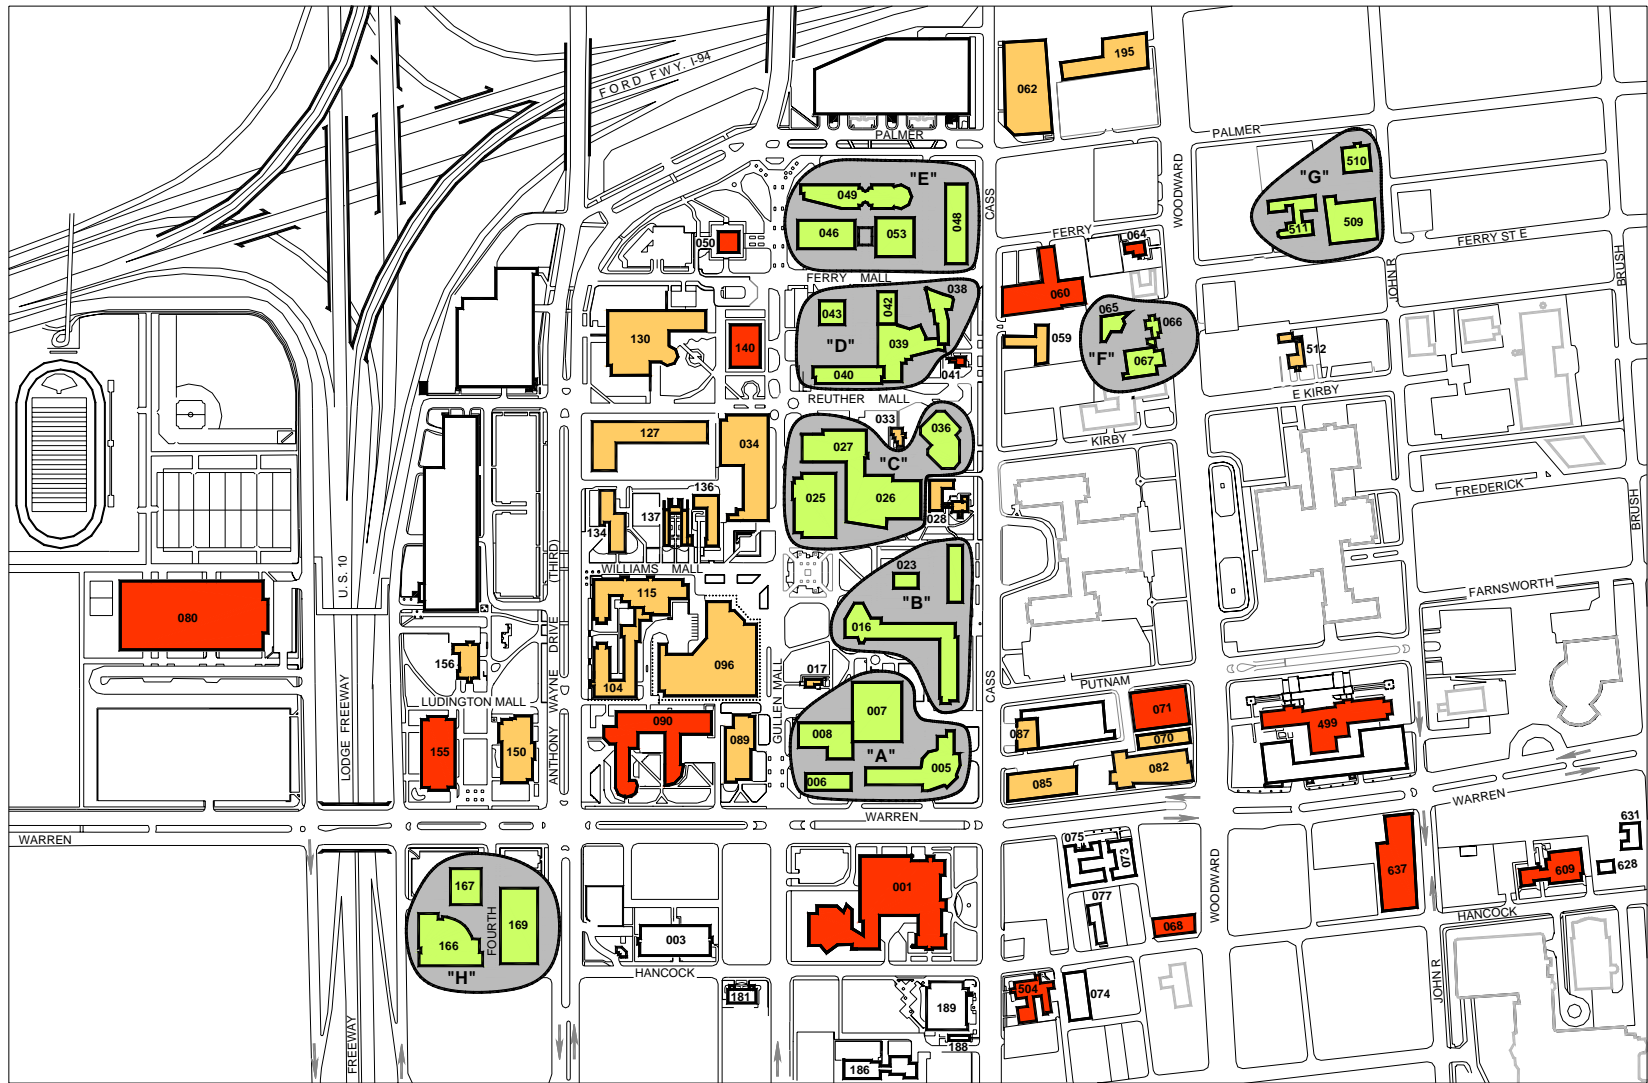 FORD FWY. I-94
PALMER
062
195
PALMER
WOODWARD
"G"
510
511
509
"E"
049
048
046
053
CASS
050
FERRY
064
FERRY ST E
JOHN R
BRUSH
FERRY MALL
038
042
043
"D"
039
040
041
130
140
060
059
065
066
"F"
067
512
E KIRBY
REUTHER MALL
KIRBY
127
034
033
036
027
"C"
025
026
028
136
137
134
FREDERICK
BRUSH
U.S. 10
(THIRD)
WILLIAMS MALL
023
"B"
016
FARNSWORTH
080
115
096
104
156
017
LUDINGTON MALL
GULLEN MALL
CASS
PUTNAM
LODGE FREEWAY
ANTHONY WAYNE DRIVE
155
150
090
089
007
008
"A"
006
005
087
071
070
082
085
499
WARREN
WARREN
WARREN
167
FOURTH
169
166
"H"
001
003
HANCOCK
075
073
077
068
WOODWARD
637
609
631
628
HANCOCK
181
189
188
186
504
074
JOHN R
FREEWAY